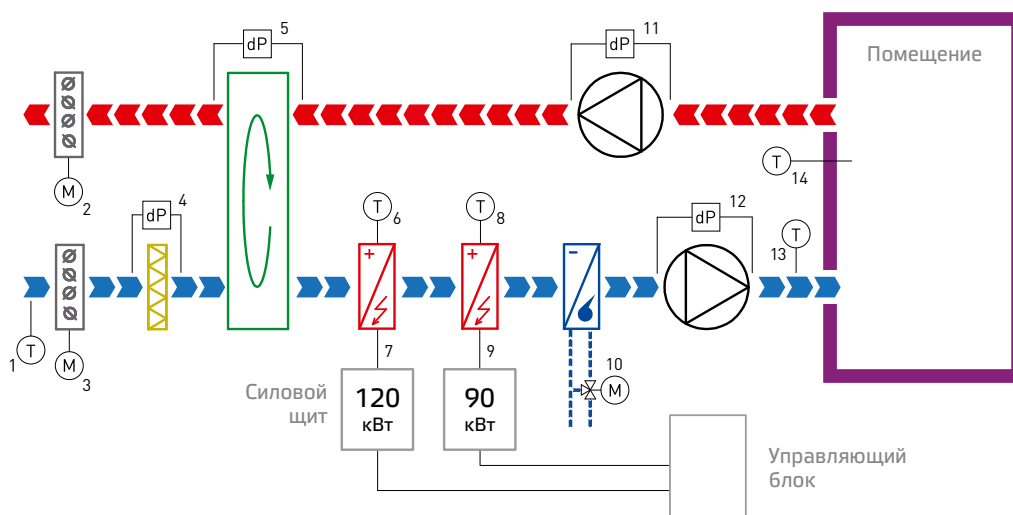 dP
5
dP
11
Помещение
M
2
T
14
dP
4
T
6
T
8
dP
12
T
13
+
+
−
1
T
M
3
7
9
10
M
Силовой
щит
120
кВт
90
кВт
Управляющий
блок